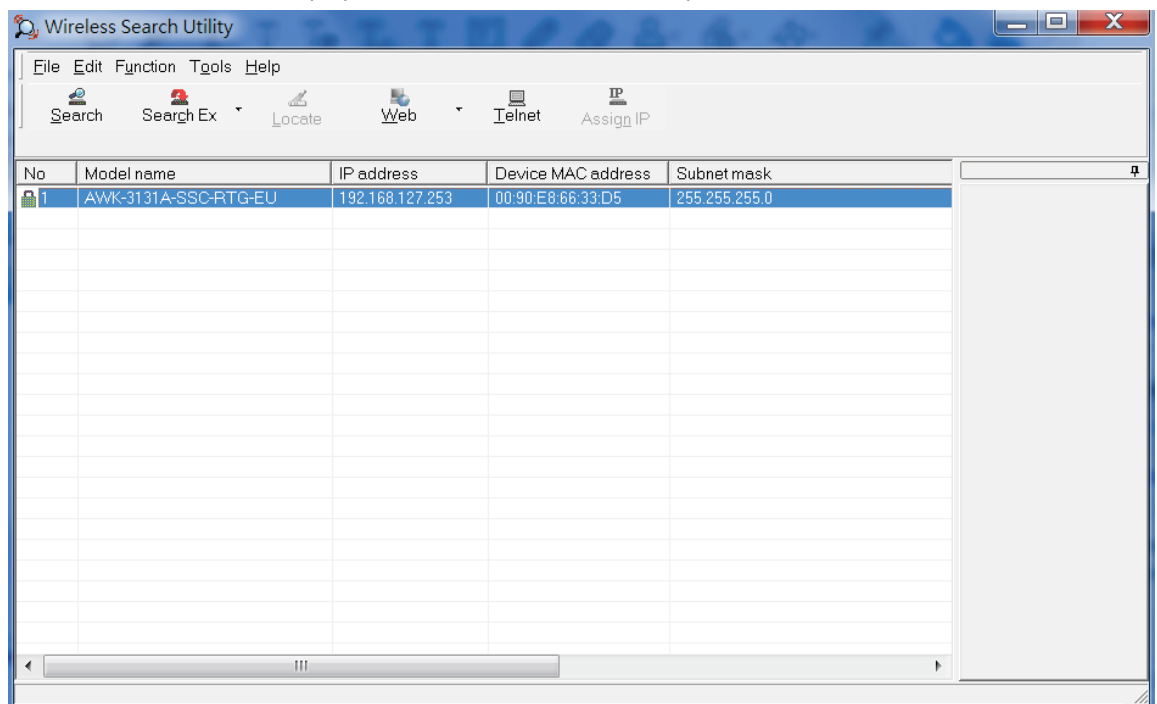 Wireless Search Utility
File Edit Function Tools Help
Search Search Ex Locate Web Telnet IP Assign IP
No Model name IP address Device MAC address Subnet mask
1 AWK-3131A-SSC-RTG-EU 192.168.127.253 00:90:E8:66:33:D5 255.255.255.0